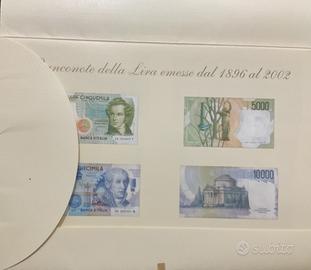 Banconote della Lira emesse dal 1896 al 2002
CINQUEMILA
BANCA D'ITALIA
5000
DIECIMILA
BANCA D'ITALIA
10000
subito